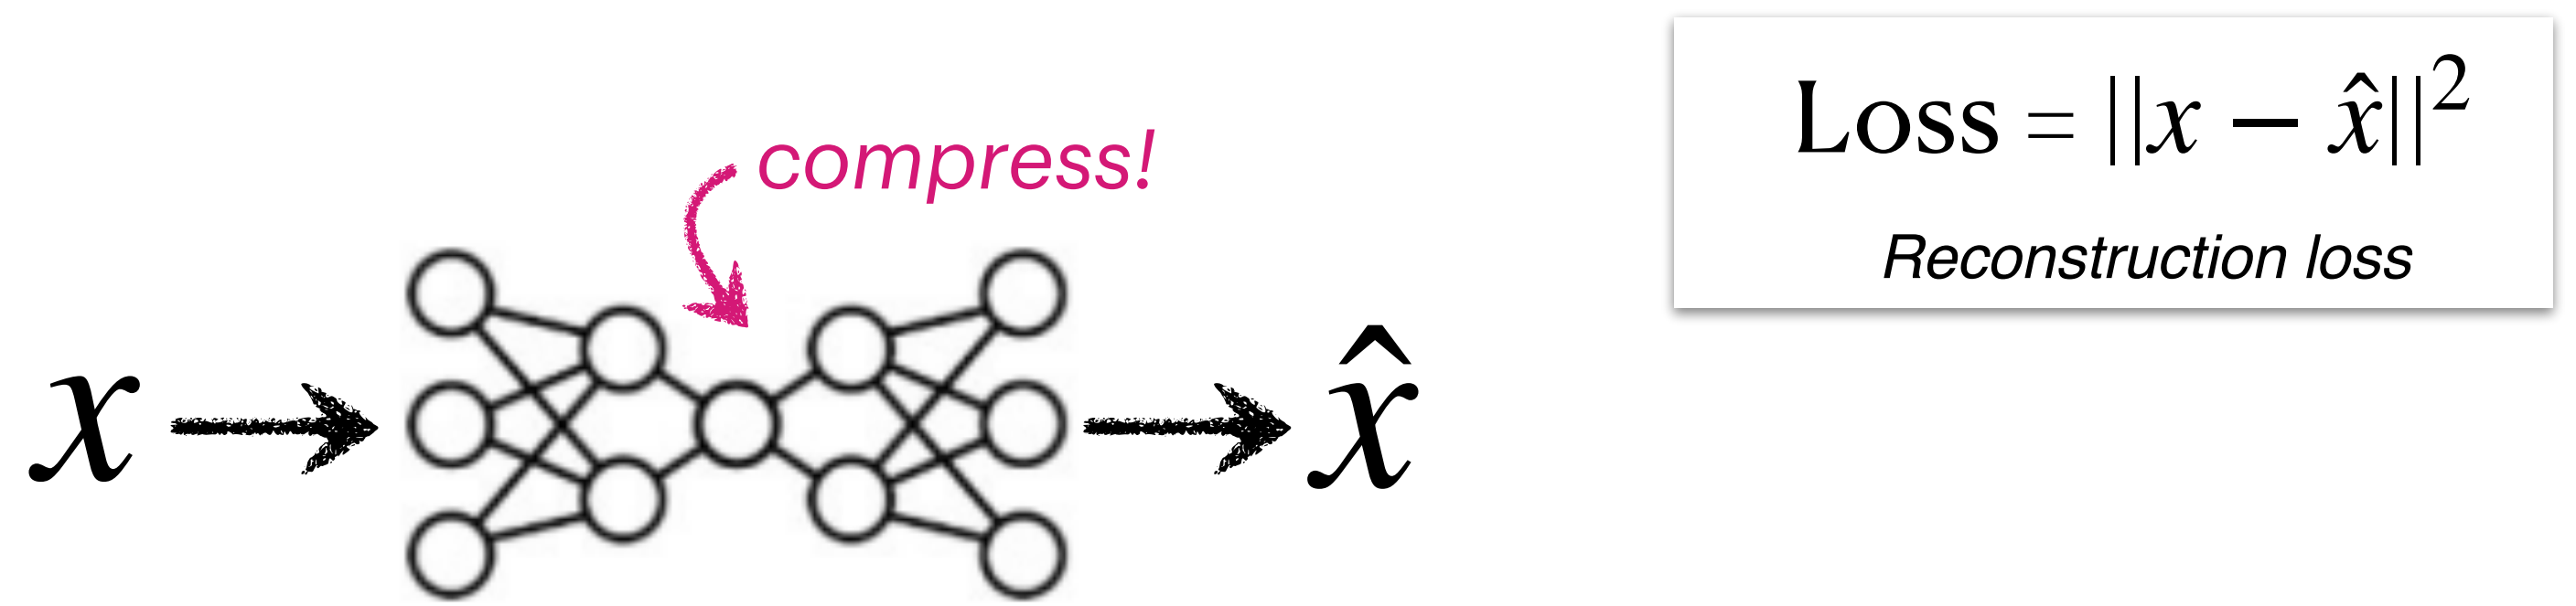 compress!
Loss = ||x − x̂||²
Reconstruction loss
x
x̂